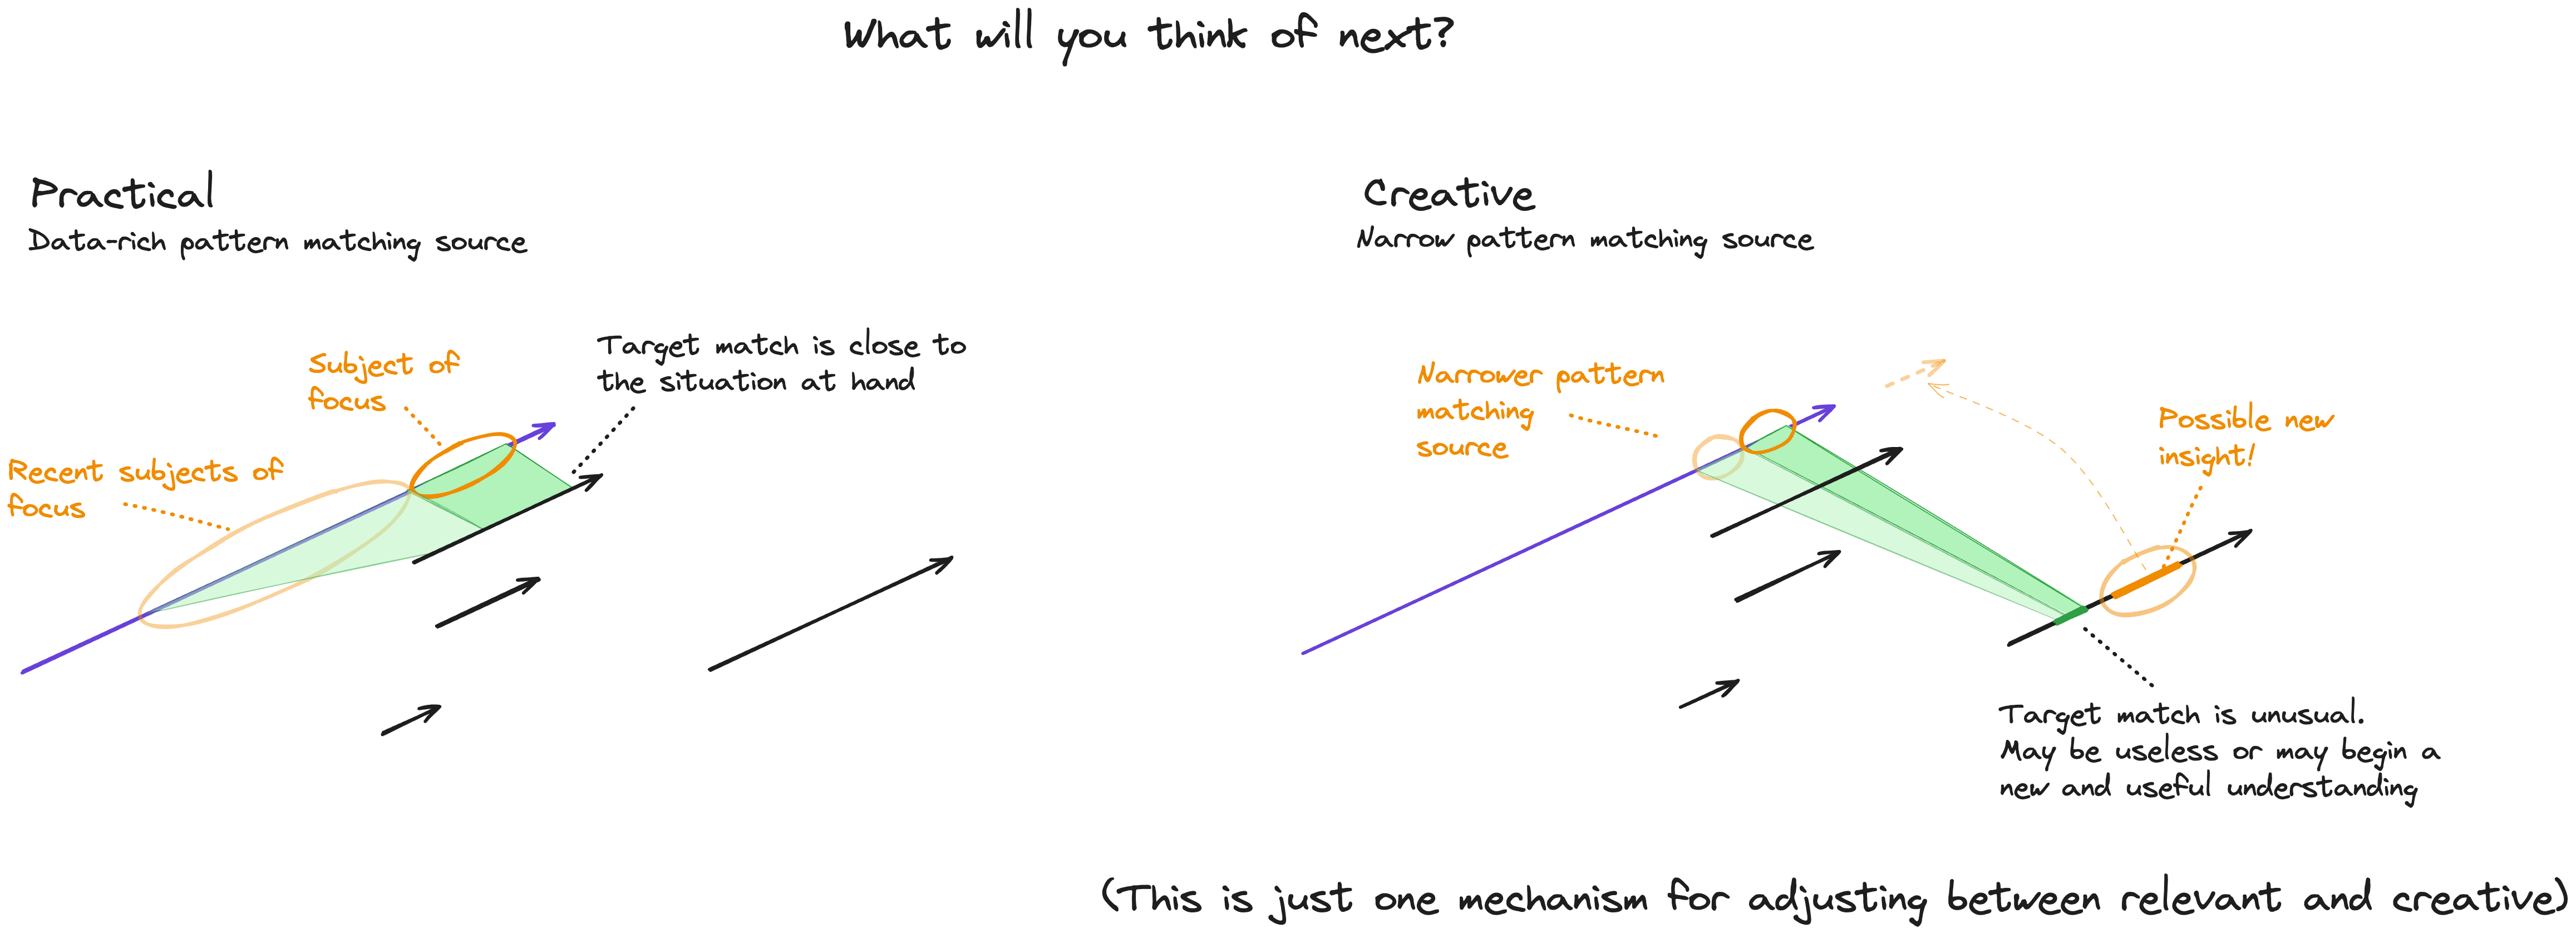 What will you think of next?
Practical
Data-rich pattern matching source
Subject of
focus
Target match is close to
the situation at hand
Recent subjects of
focus
Creative
Narrow pattern matching source
Narrower pattern
matching
source
Possible new
insight!
Target match is unusual.
May be useless or may begin a
new and useful understanding
(This is just one mechanism for adjusting between relevant and creative)